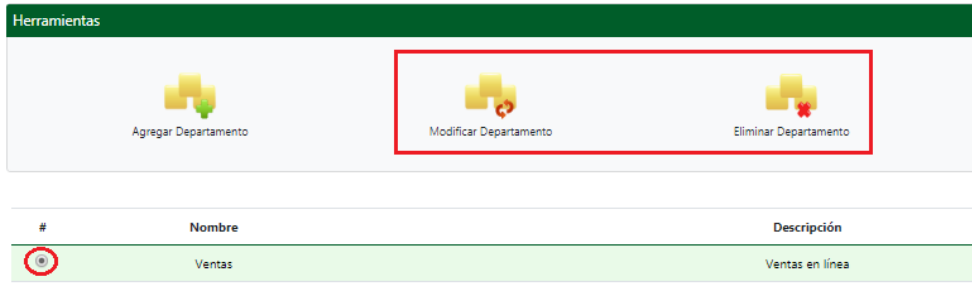 Herramientas
Agregar Departamento Modificar Departamento Eliminar Departamento
# Nombre Descripción
Ventas Ventas en línea